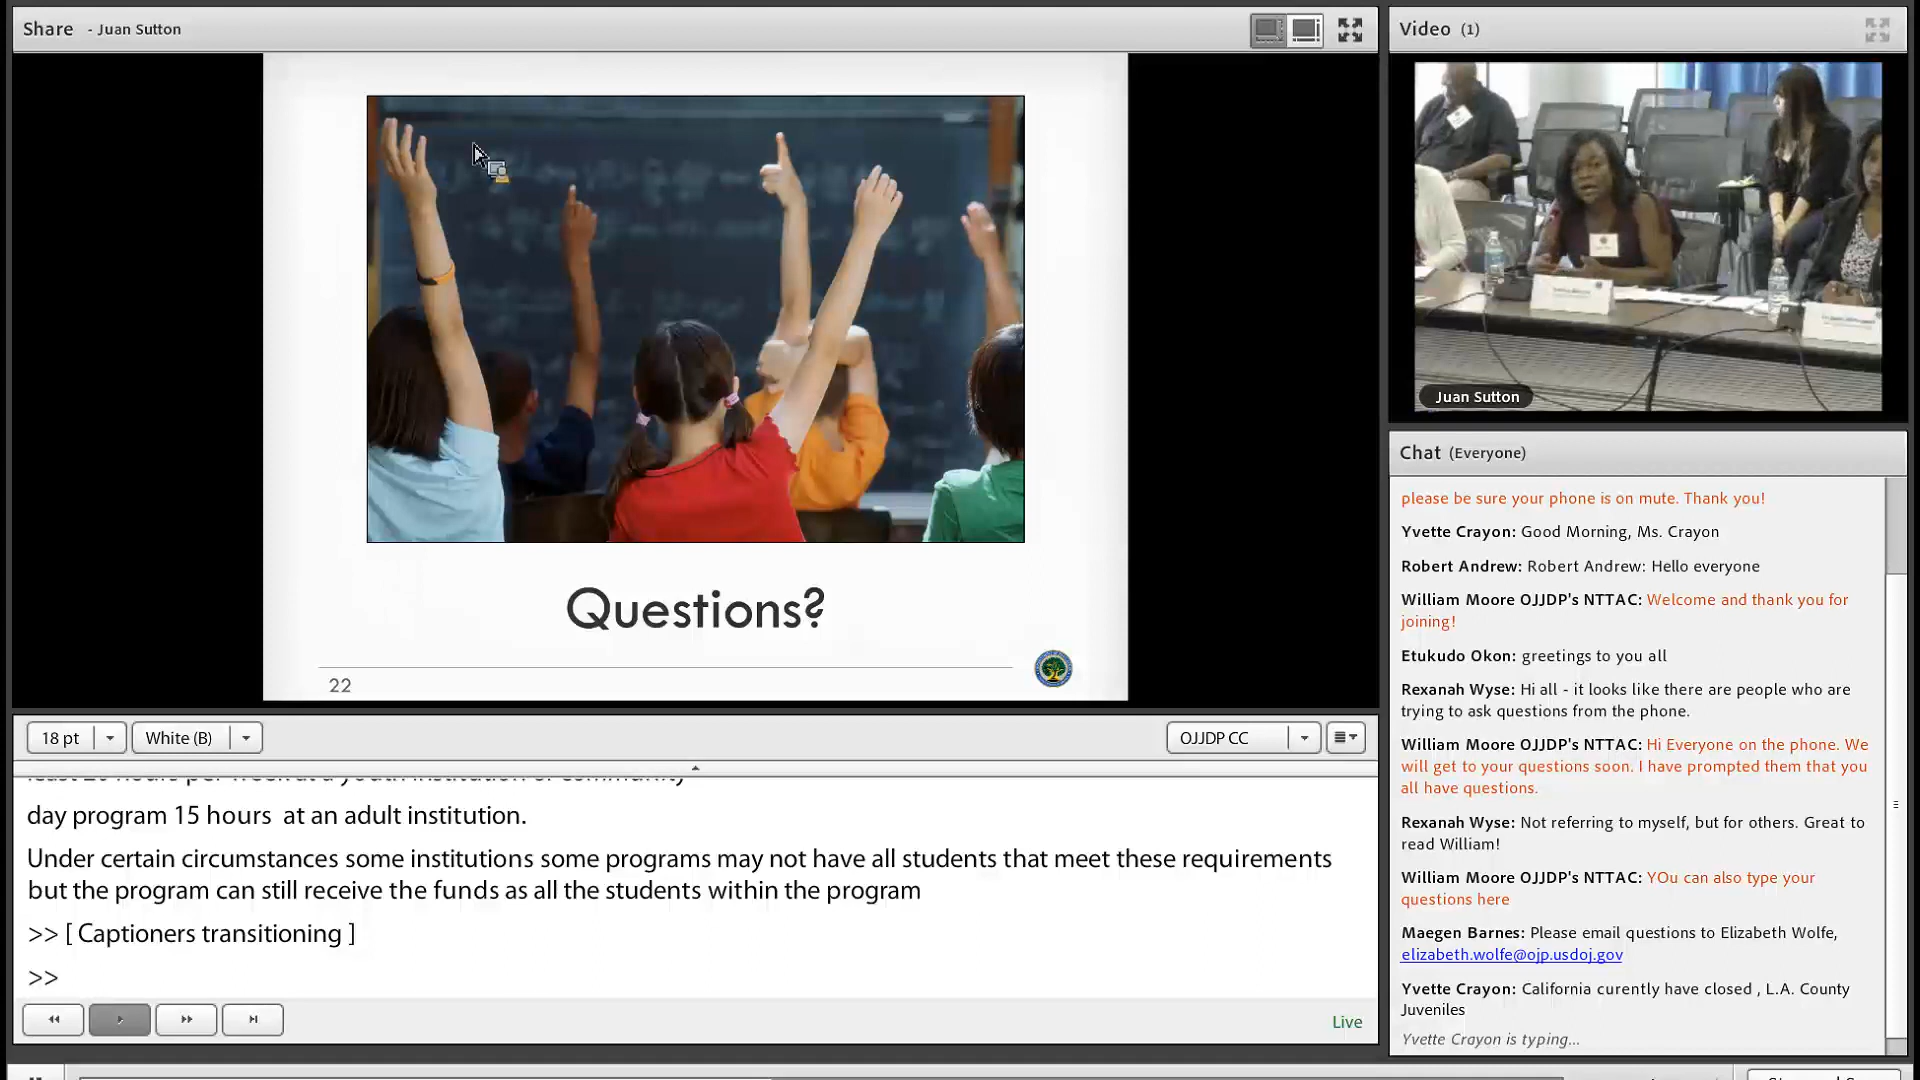 Share - Juan Sutton
Questions?
22
18 pt
White (B)
OJJDP CC
day program 15 hours at an adult institution.
Under certain circumstances some institutions some programs may not have all students that meet these requirements
but the program can still receive the funds as all the students within the program
>> [ Captioners transitioning ]
>>
Live
Video (1)
Juan Sutton
Chat (Everyone)
please be sure your phone is on mute. Thank you!
Yvette Crayon: Good Morning, Ms. Crayon
Robert Andrew: Robert Andrew: Hello everyone
William Moore OJJDP's NTTAC: Welcome and thank you for
joining!
Etukudo Okon: greetings to you all
Rexanah Wyse: Hi all - it looks like there are people who are
trying to ask questions from the phone.
William Moore OJJDP's NTTAC: Hi Everyone on the phone. We
will get to your questions soon. I have prompted them that you
all have questions.
Rexanah Wyse: Not referring to myself, but for others. Great to
read William!
William Moore OJJDP's NTTAC: YOu can also type your
questions here
Maegen Barnes: Please email questions to Elizabeth Wolfe,
elizabeth.wolfe@ojp.usdoj.gov
Yvette Crayon: California curently have closed , L.A. County
Juveniles
Yvette Crayon is typing...